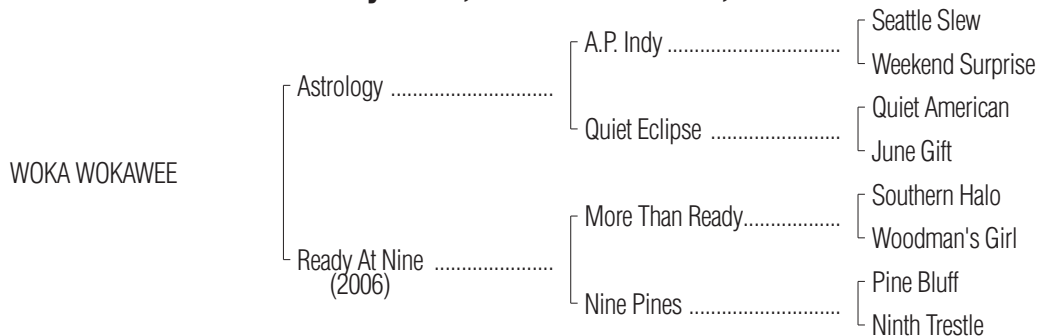 Seattle Slew
A.P. Indy ................................
Weekend Surprise
Astrology ..............................
Quiet American
Quiet Eclipse ........................
June Gift
WOKA WOKAWEE
Southern Halo
More Than Ready..................
Woodman's Girl
Ready At Nine ......................
(2006)
Pine Bluff
Nine Pines ............................
Ninth Trestle